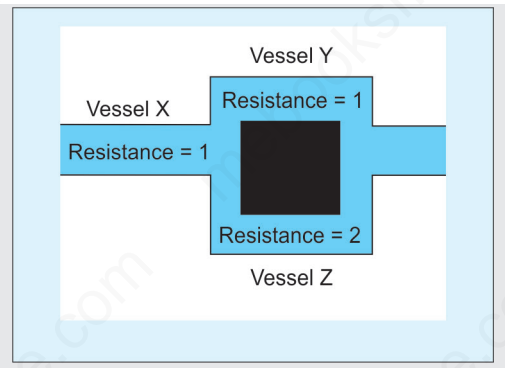 Vessel Y
Resistance = 1
Vessel X
Resistance = 1
Resistance = 2
Vessel Z